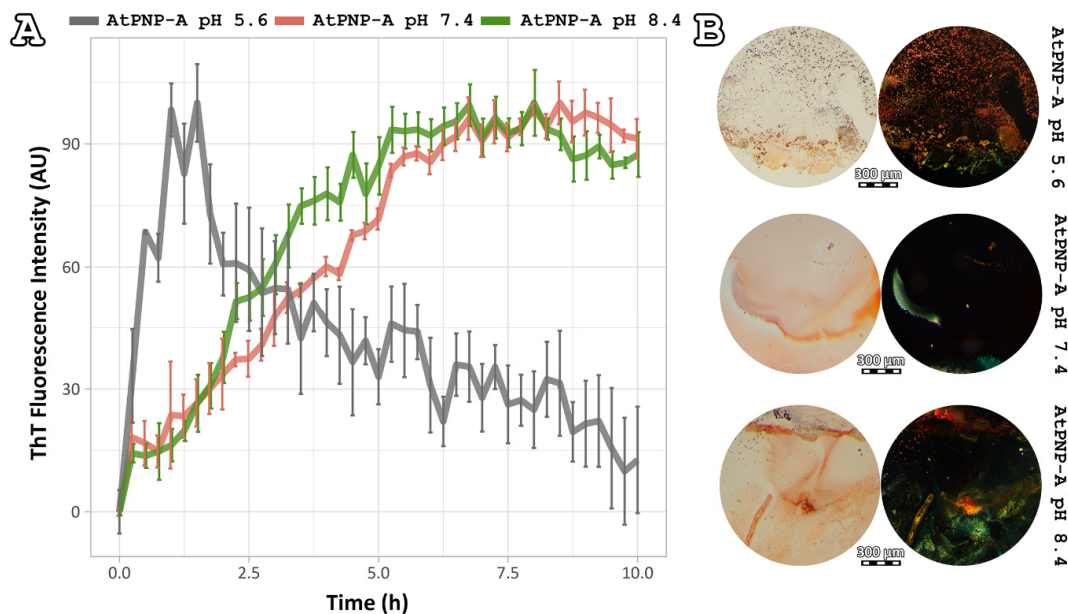 A
AtPNP-A pH 5.6 AtPNP-A pH 7.4 AtPNP-A pH 8.4
ThT Fluorescence Intensity (AU)
90
60
30
0
0.0 2.5 5.0 7.5 10.0
Time (h)
B
AtPNP-A pH 5.6
300 μm
AtPNP-A pH 7.4
300 μm
AtPNP-A pH 8.4
300 μm